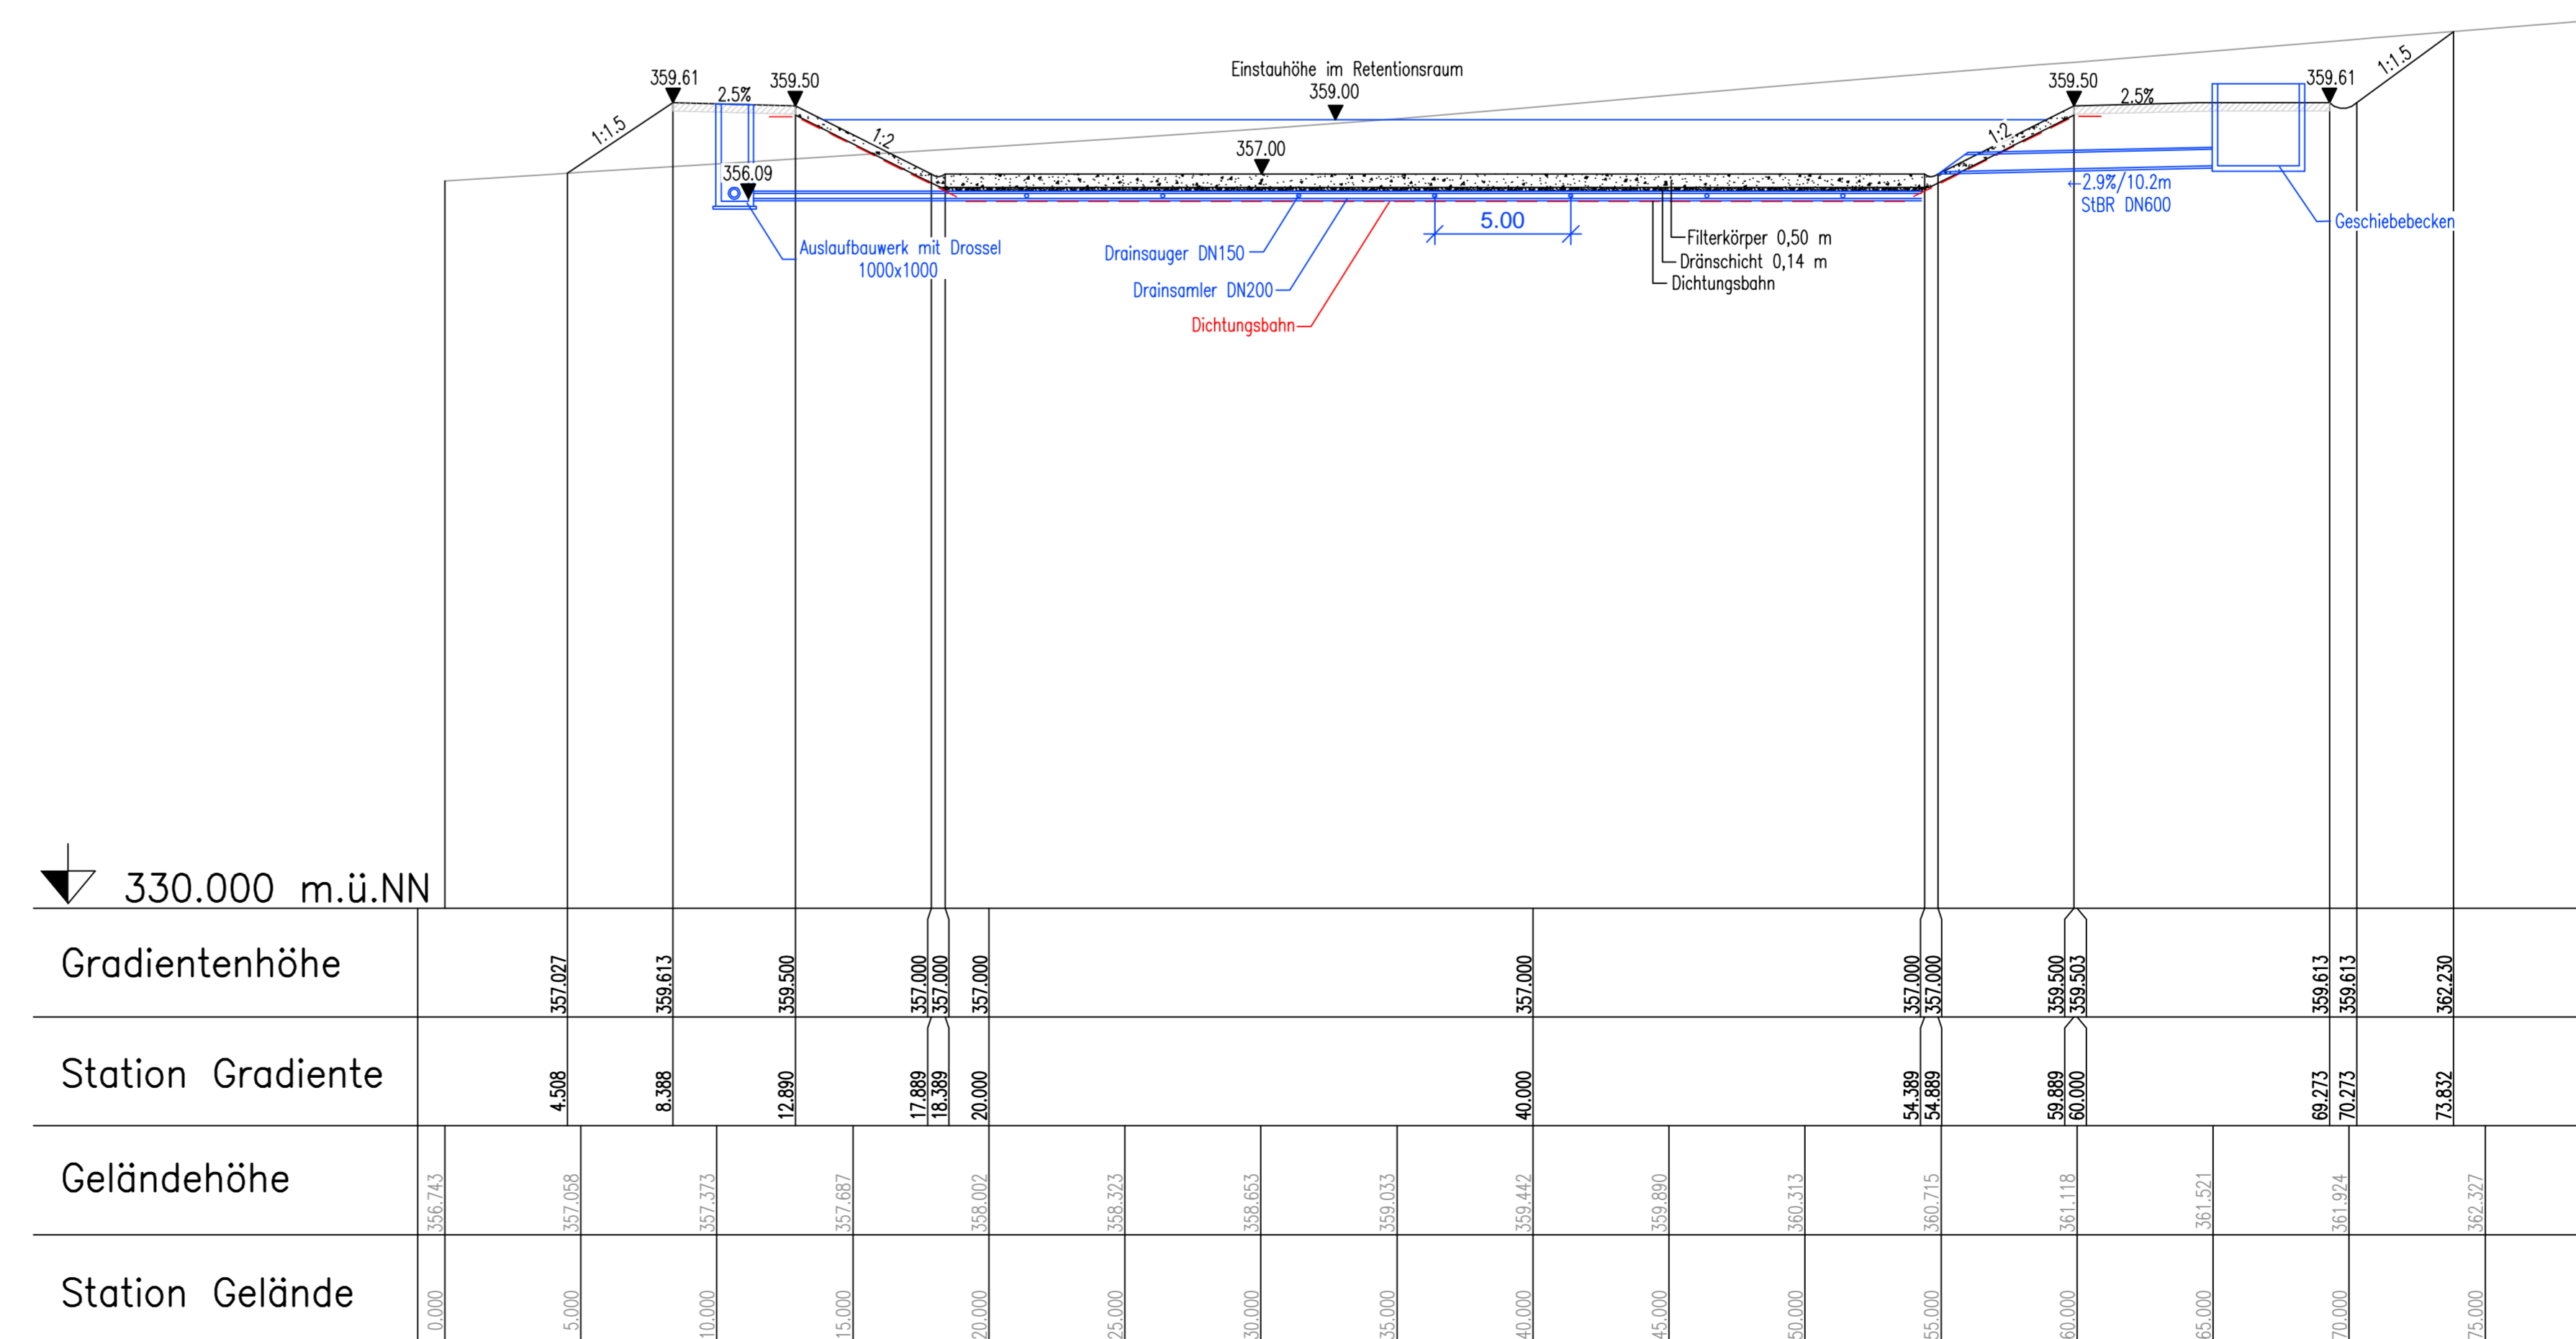 Einstauhöhe im Retentionsraum
359.00
359.61
359.50
359.50
359.61
1:1.5
2.5%
2.5%
1:1.5
1:2
1:2
357.00
356.09
←2.9%/10.2m
StBR DN600
Geschiebebecken
5.00
Auslaufbauwerk mit Drossel
1000x1000
Drainsauger DN150
Drainsamler DN200
Dichtungsbahn
Filterkörper 0,50 m
Dränschicht 0,14 m
Dichtungsbahn
330.000 m.ü.NN
Gradientenhöhe 357.027 359.613 359.500 357.000 357.000 357.000 357.000 357.000 357.000 359.500 359.503 359.613 359.613 362.230
Station Gradiente 4.508 8.388 12.890 17.889 18.389 20.000 40.000 54.389 54.889 59.889 60.000 69.273 70.273 73.832
Geländehöhe 356.743 357.058 357.373 357.687 358.002 358.323 358.653 359.033 359.442 359.890 360.313 360.715 361.118 361.521 361.924 362.327
Station Gelände 0.000 5.000 10.000 15.000 20.000 25.000 30.000 35.000 40.000 45.000 50.000 55.000 60.000 65.000 70.000 75.000